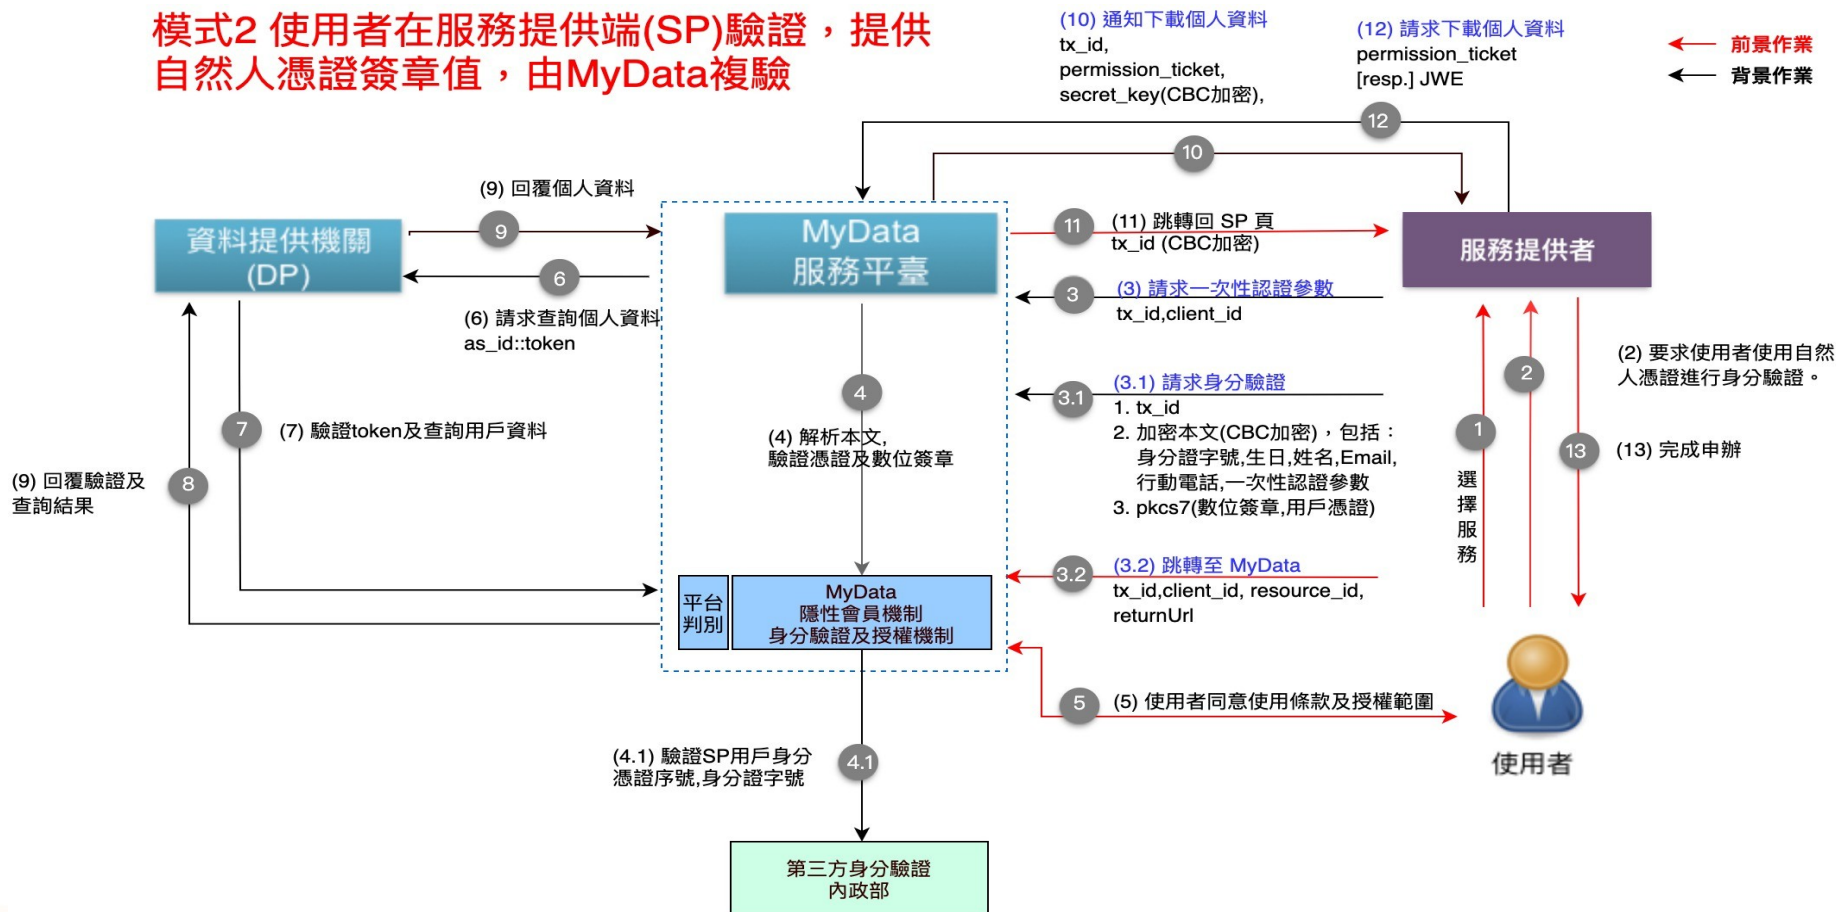 模式2 使用者在服務提供端(SP)驗證，提供
自然人憑證簽章值，由MyData複驗
(10) 通知下載個人資料
tx_id,
permission_ticket,
secret_key(CBC加密),
(12) 請求下載個人資料
permission_ticket
[resp.] JWE
前景作業
背景作業
12
10
(9) 回覆個人資料
9
資料提供機關
(DP)
6
(6) 請求查詢個人資料
as_id::token
MyData
服務平臺
11
(11) 跳轉回 SP 頁
tx_id (CBC加密)
服務提供者
3
(3) 請求一次性認證參數
tx_id,client_id
(2) 要求使用者使用自然
人憑證進行身分驗證。
2
3.1
(3.1) 請求身分驗證
1. tx_id
2. 加密本文(CBC加密)，包括：
身分證字號,生日,姓名,Email,
行動電話,一次性認證參數
3. pkcs7(數位簽章,用戶憑證)
4
(4) 解析本文,
驗證憑證及數位簽章
7
(7) 驗證token及查詢用戶資料
1
選
擇
服
務
13
(13) 完成申辦
(9) 回覆驗證及
查詢結果
8
3.2
(3.2) 跳轉至 MyData
tx_id,client_id, resource_id,
returnUrl
平台
判別
MyData
隱性會員機制
身分驗證及授權機制
5
(5) 使用者同意使用條款及授權範圍
使用者
(4.1) 驗證SP用戶身分
憑證序號,身分證字號
4.1
第三方身分驗證
內政部